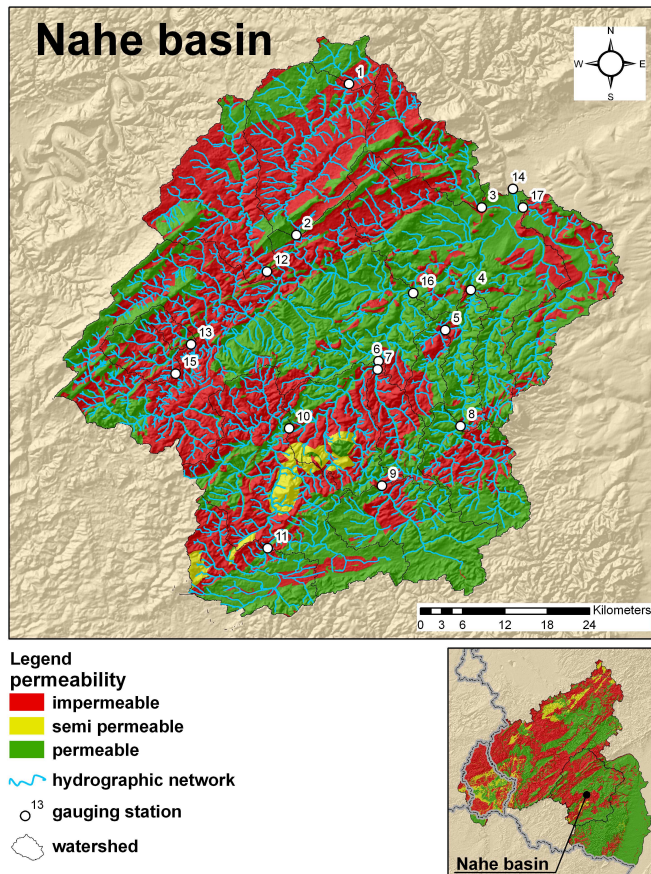 Nahe basin
N
W E
S
1
14
3
17
2
12
16
4
5
13
6
7
15
10
8
9
11
Kilometers
0 3 6 12 18 24
Legend
permeability
impermeable
semi permeable
permeable
hydrographic network
13
gauging station
watershed
Nahe basin